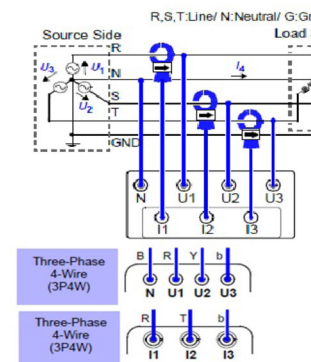 R,S,T:Line/ N:Neutral/ G:Gr
Source Side
Load
R
U3
U1
N
I4
U2
S
T
GND
N U1 U2 U3
I1 I2 I3
Three-Phase
4-Wire
(3P4W)
B R Y b
N U1 U2 U3
Three-Phase
4-Wire
(3P4W)
R T b
I1 I2 I3